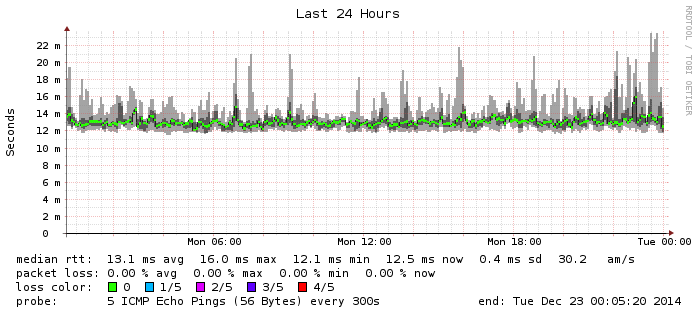 Last 24 Hours
RRDTOOL / TOBI OETIKER
Seconds
22 m
20 m
18 m
16 m
14 m
12 m
10 m
8 m
6 m
4 m
2 m
0
Mon 06:00 Mon 12:00 Mon 18:00 Tue 00:00
median rtt: 13.1 ms avg 16.0 ms max 12.1 ms min 12.5 ms now 0.4 ms sd 30.2 am/s
packet loss: 0.00 % avg 0.00 % max 0.00 % min 0.00 % now
loss color: 0 1/5 2/5 3/5 4/5
probe: 5 ICMP Echo Pings (56 Bytes) every 300s end: Tue Dec 23 00:05:20 2014